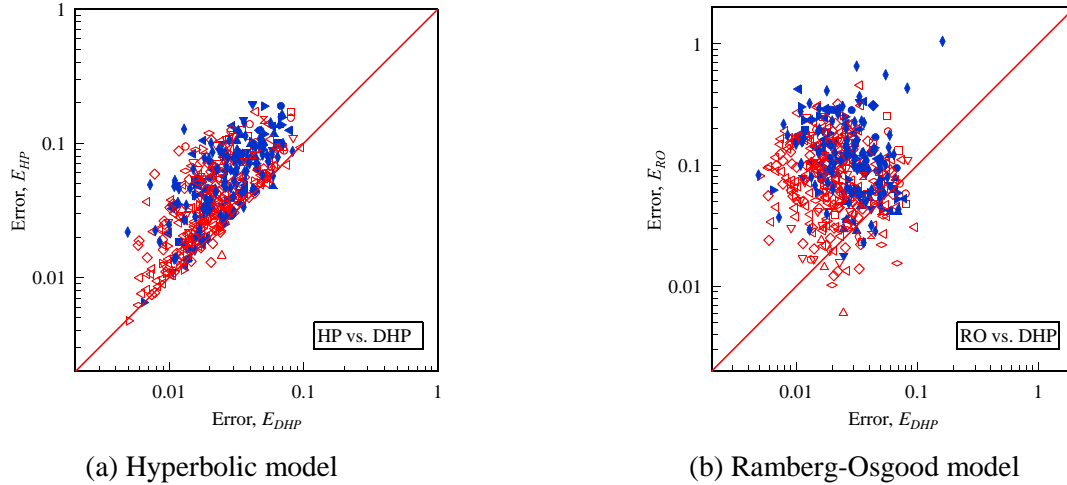 1
0.1
0.01
Error, E_HP
HP vs. DHP
0.01 0.1 1
Error, E_DHP
(a) Hyperbolic model
1
0.1
0.01
Error, E_RO
RO vs. DHP
0.01 0.1 1
Error, E_DHP
(b) Ramberg-Osgood model